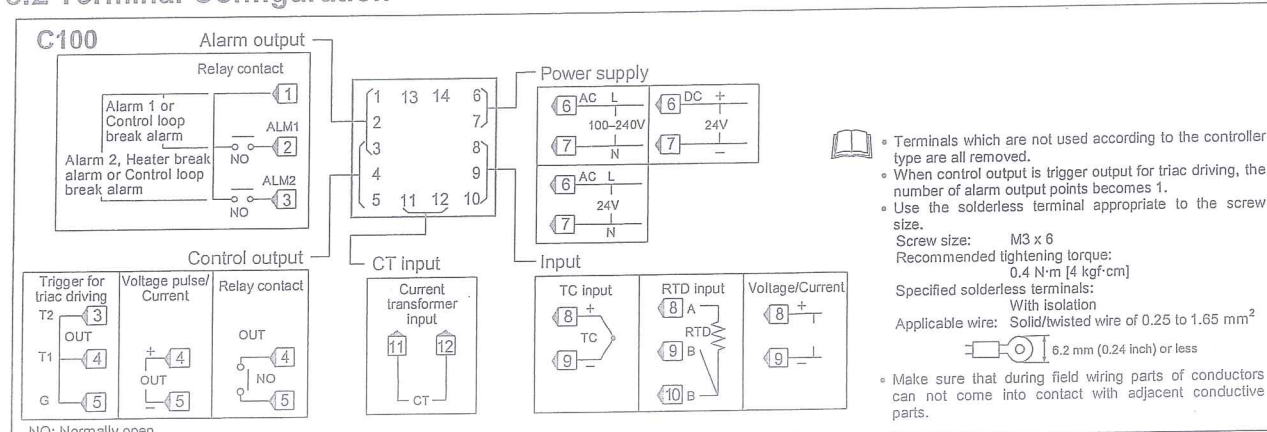 5.2 Terminal Configuration
C100
Alarm output
Relay contact
1
Alarm 1 or
Control loop
break alarm
ALM1
2
NO
Alarm 2, Heater break
alarm or Control loop
break alarm
ALM2
3
NO
1 13 14 6
2 7
3 8
4 9
5 11 12 10
Power supply
6 AC L
100–240V
7 N
6 DC +
24V
7 –
6 AC L
24V
7 N
Control output
Trigger for
triac driving
T2 3
OUT
T1 4
G 5
Voltage pulse/
Current
+ 4
OUT
– 5
Relay contact
OUT
4
NO
5
CT input
Current
transformer
input
11 12
CT
Input
TC input
8 +
TC
9 –
RTD input
8 A
RTD
9 B
10 B
Voltage/Current
8 +
9 –
• Terminals which are not used according to the controller
type are all removed.
• When control output is trigger output for triac driving, the
number of alarm output points becomes 1.
• Use the solderless terminal appropriate to the screw
size.
Screw size: M3 x 6
Recommended tightening torque:
0.4 N·m [4 kgf·cm]
Specified solderless terminals:
With isolation
Applicable wire: Solid/twisted wire of 0.25 to 1.65 mm²
6.2 mm (0.24 inch) or less
• Make sure that during field wiring parts of conductors
can not come into contact with adjacent conductive
parts.
NO: Normally open